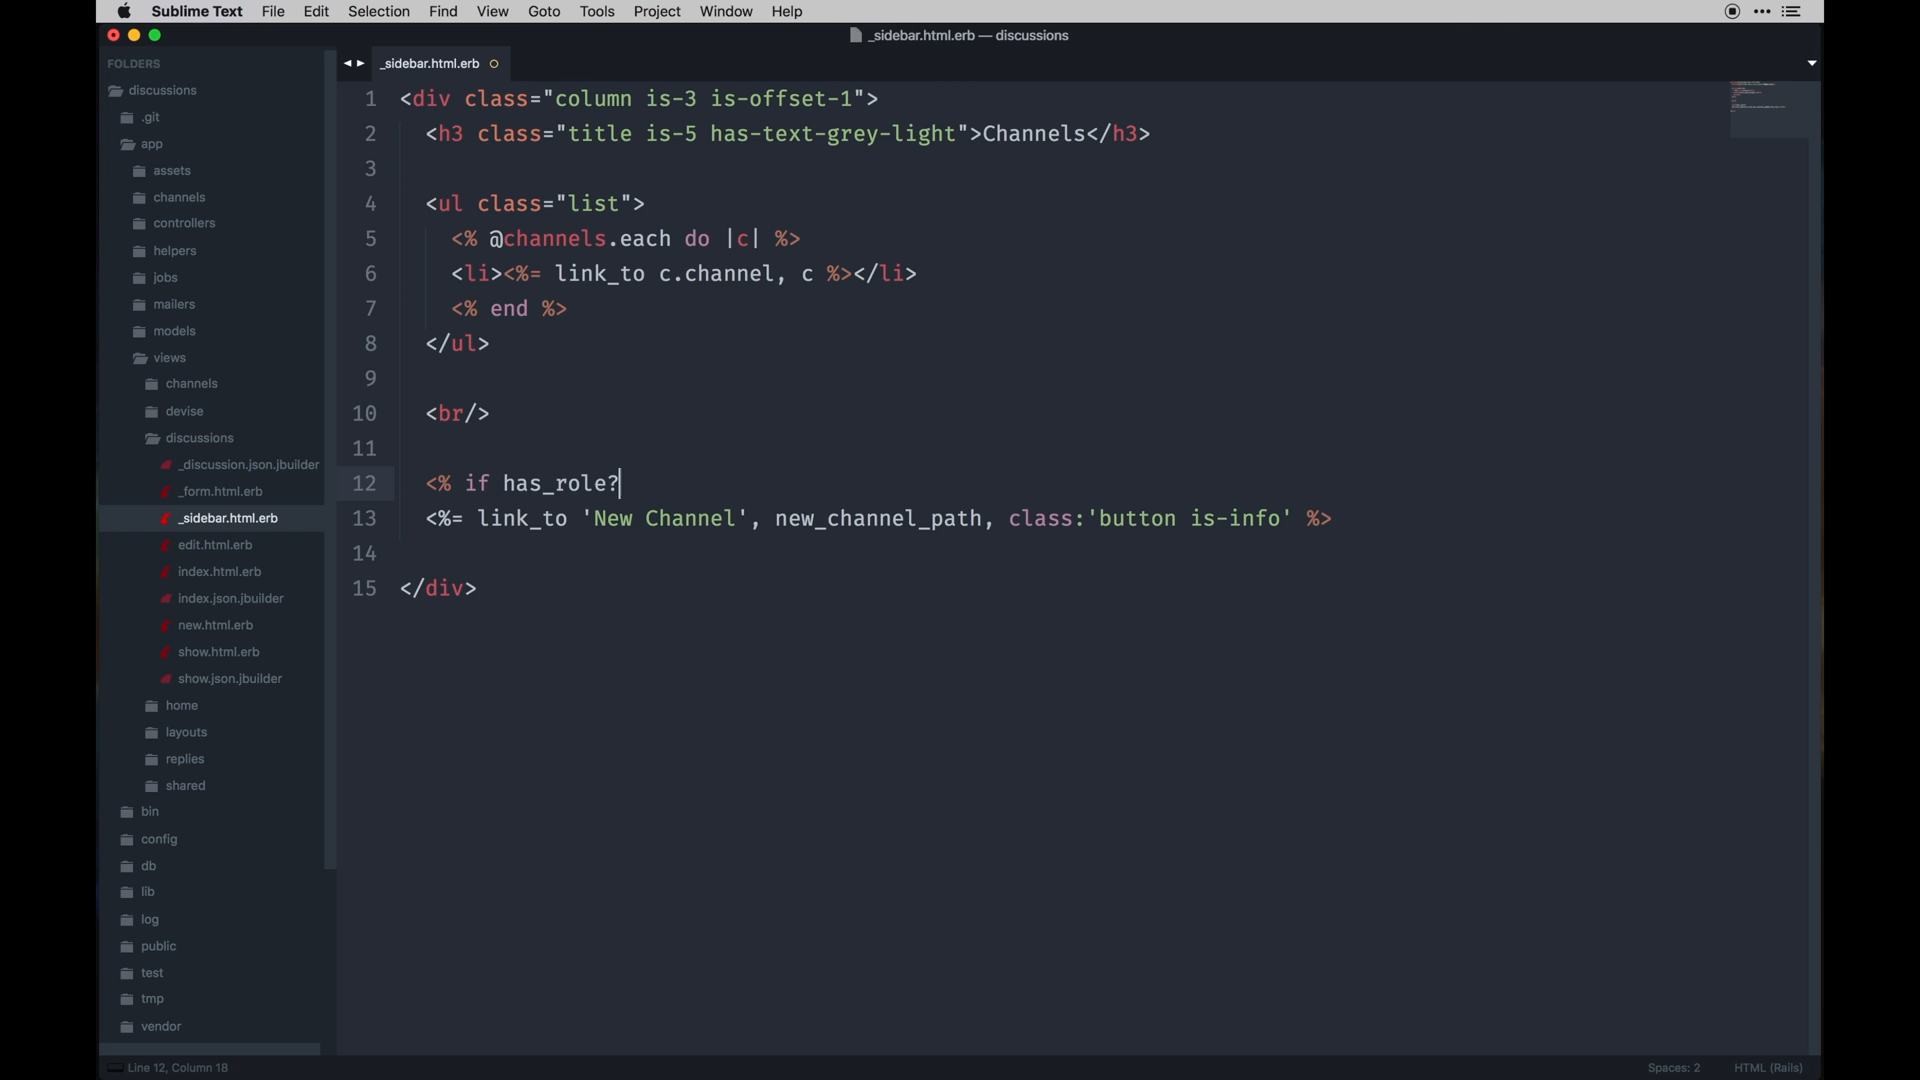 Sublime Text File Edit Selection Find View Goto Tools Project Window Help
_sidebar.html.erb — discussions
FOLDERS
discussions
.git
app
assets
channels
controllers
helpers
jobs
mailers
models
views
channels
devise
discussions
_discussion.json.jbuilder
_form.html.erb
_sidebar.html.erb
edit.html.erb
index.html.erb
index.json.jbuilder
new.html.erb
show.html.erb
show.json.jbuilder
home
layouts
replies
shared
bin
config
db
lib
log
public
test
tmp
vendor
_sidebar.html.erb
1 <div class="column is-3 is-offset-1">
2 <h3 class="title is-5 has-text-grey-light">Channels</h3>
3
4 <ul class="list">
5 <% @channels.each do |c| %>
6 <li><%= link_to c.channel, c %></li>
7 <% end %>
8 </ul>
9
10 <br/>
11
12 <% if has_role?
13 <%= link_to 'New Channel', new_channel_path, class:'button is-info' %>
14
15 </div>
Line 12, Column 18
Spaces: 2 HTML (Rails)